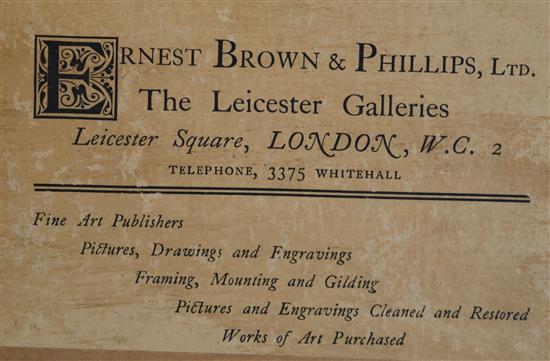 ERNEST BROWN & PHILLIPS, LTD.
The Leicester Galleries
Leicester Square, LONDON, W.C. 2
TELEPHONE, 3375 WHITEHALL
Fine Art Publishers
Pictures, Drawings and Engravings
Framing, Mounting and Gilding
Pictures and Engravings Cleaned and Restored
Works of Art Purchased